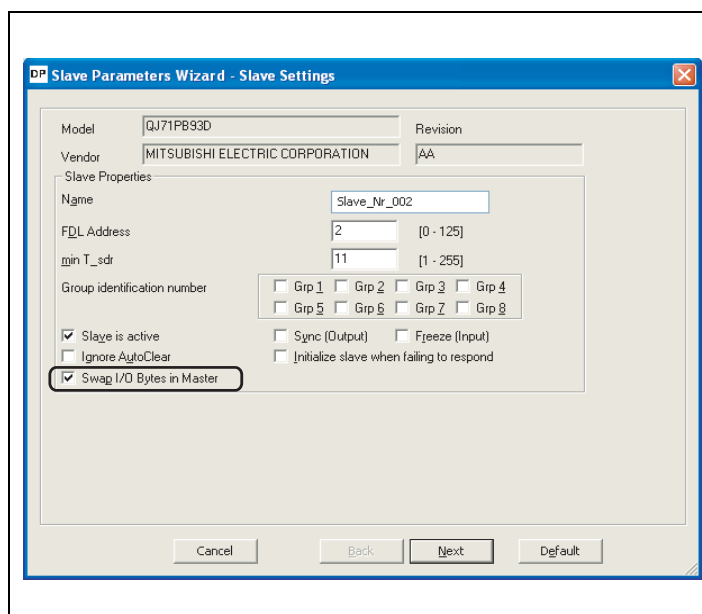 DP Slave Parameters Wizard - Slave Settings
Model QJ71PB93D Revision
Vendor MITSUBISHI ELECTRIC CORPORATION AA
Slave Properties
Name Slave_Nr_002
FDL Address 2 [0 - 125]
min T_sdr 11 [1 - 255]
Group identification number Grp 1 Grp 2 Grp 3 Grp 4
Grp 5 Grp 6 Grp 7 Grp 8
Slave is active Sync (Output) Freeze (Input)
Ignore AutoClear Initialize slave when failing to respond
Swap I/O Bytes in Master
Cancel Back Next Default